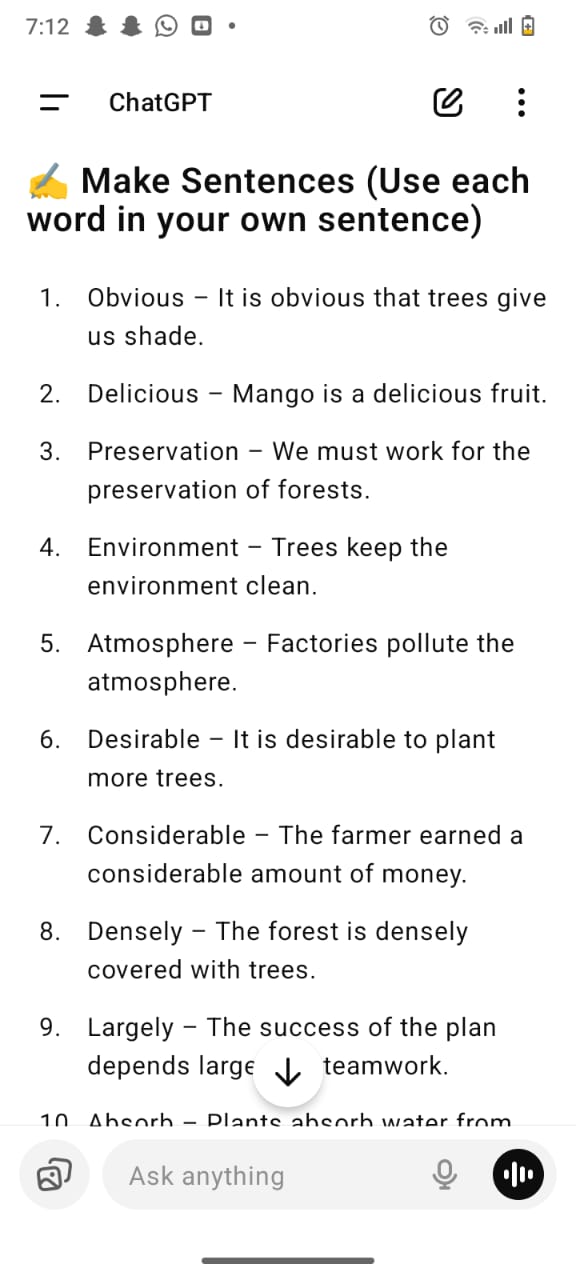 7:12
ChatGPT
✍️ Make Sentences (Use each
word in your own sentence)
1. Obvious – It is obvious that trees give
us shade.
2. Delicious – Mango is a delicious fruit.
3. Preservation – We must work for the
preservation of forests.
4. Environment – Trees keep the
environment clean.
5. Atmosphere – Factories pollute the
atmosphere.
6. Desirable – It is desirable to plant
more trees.
7. Considerable – The farmer earned a
considerable amount of money.
8. Densely – The forest is densely
covered with trees.
9. Largely – The success of the plan
depends large teamwork.
10 Absorb – Plants absorb water from
Ask anything